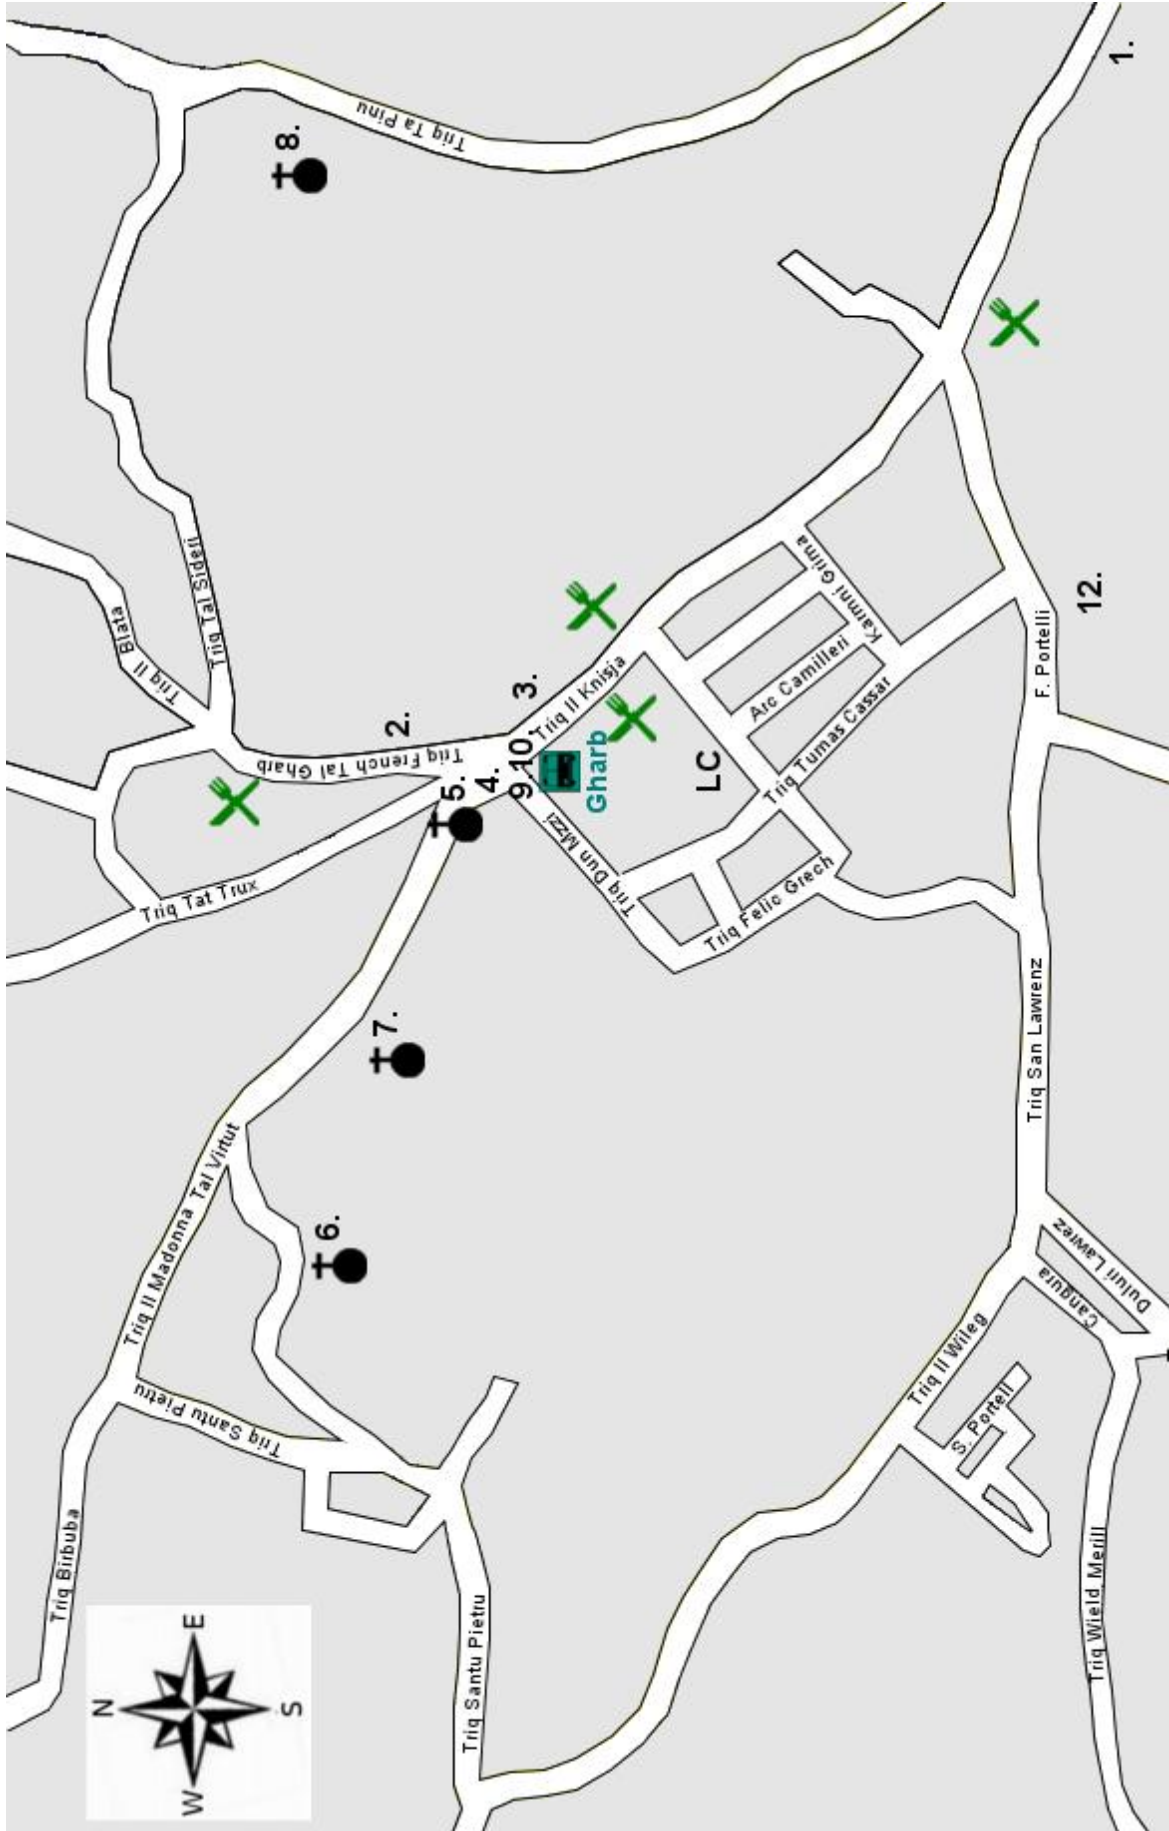 N
W
E
S
Triq Birbuba
Triq Il Madonna Tal Virtut
Triq Santu Pietru
Triq Tat Trux
Triq Il Blata
Triq Tal Sideri
Triq French Tal Gharb
Triq Ta Pinu
8.
6.
7.
2.
5.
4.
9.
10.
3.
Triq Santu Pietru
Triq Dun Mizzi
Gharb
Triq Il Knisja
LC
Triq Felic Grech
Triq Tumas Cassar
Arc Camilleri
Karmni Grima
Triq Il Wileg
S. Portell
Triq San Lawrenz
F. Portelli
Cangura
Duluri Lawrez
Triq Wield Merill
12.
1.